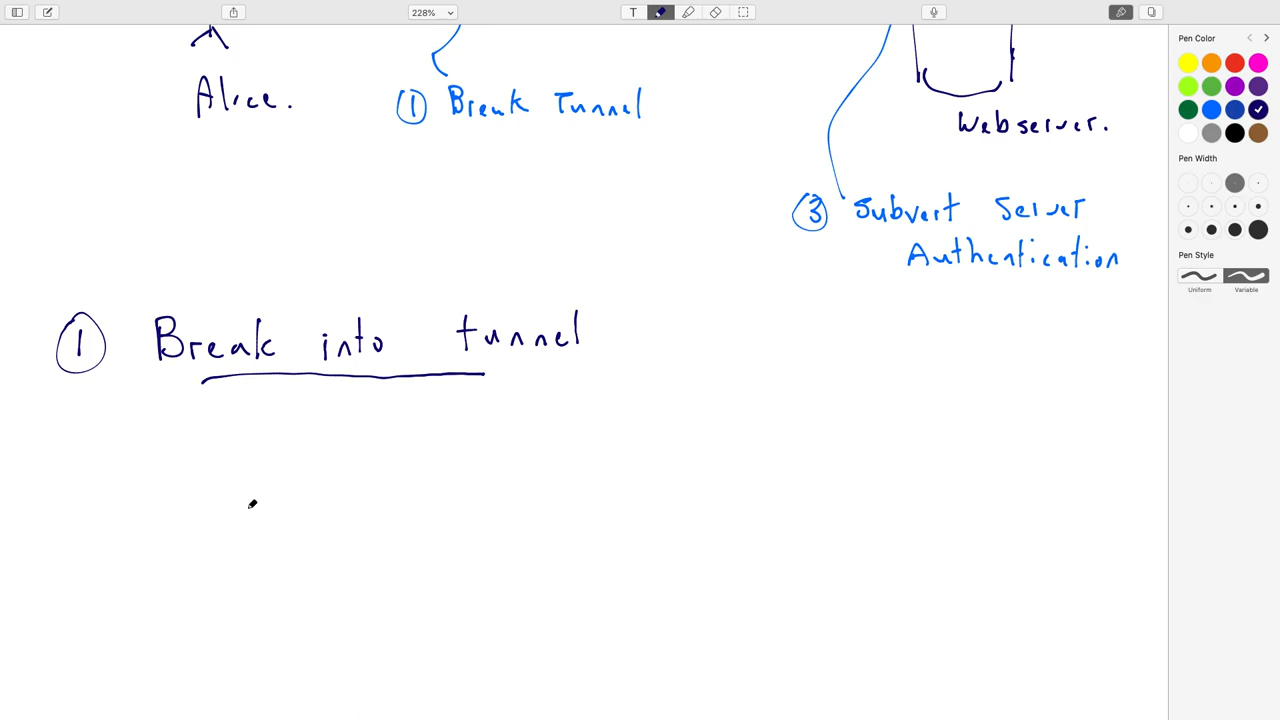 228%
T
Pen Color
Alice.
① Break Tunnel
Webserver.
Pen Width
③ Subvert Server
Authentication
Pen Style
Uniform Variable
① Break into tunnel